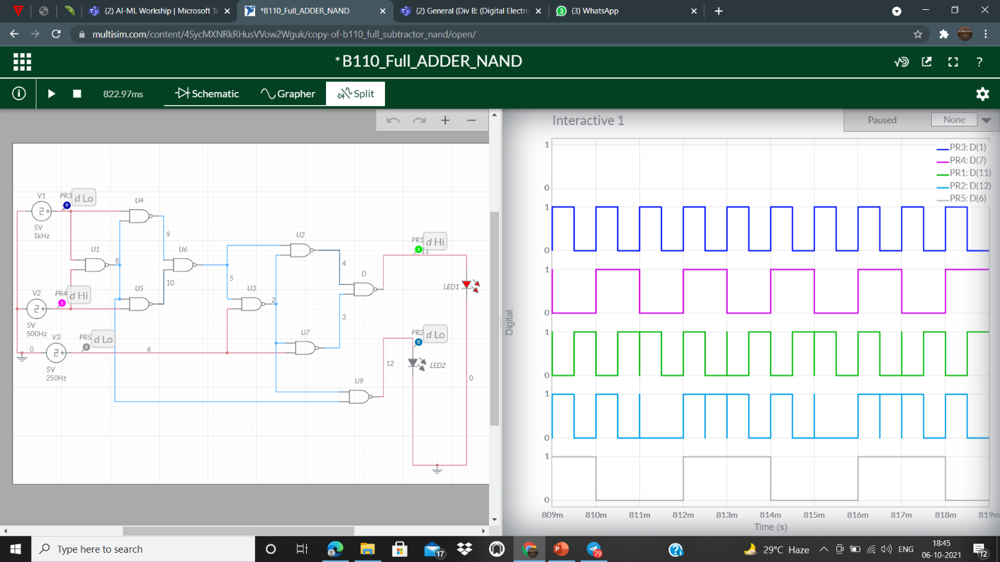 (2) AI-ML Workship | Microsoft Te
*B110_Full_ADDER_NAND
(2) General (Div B: (Digital Electro
(3) WhatsApp
multisim.com/content/4SycMXNRkRHusVVow2Wguk/copy-of-b110_full_subtractor_nand/open/
*B110_Full_ADDER_NAND
822.97ms
Schematic
Grapher
Split
Interactive 1
Paused
None
V1
PR3
d Lo
5V
1kHz
U4
9
U1
8
U6
U5
10
V2
PR4
d Hi
5V
500Hz
V3
PR5
d Lo
0
6
5V
250Hz
U2
4
5
U3
2
D
3
U7
PR1
d Hi
11
LED1
PR2
d Lo
12
LED2
U9
0
Digital
PR3: D(1)
PR4: D(7)
PR1: D(11)
PR2: D(12)
PR5: D(6)
1
0
1
0
1
0
1
0
1
0
1
0
809m 810m 811m 812m 813m 814m 815m 816m 817m 818m 819m
Time (s)
Type here to search
17
79
29°C Haze
ENG
18:45
06-10-2021
12